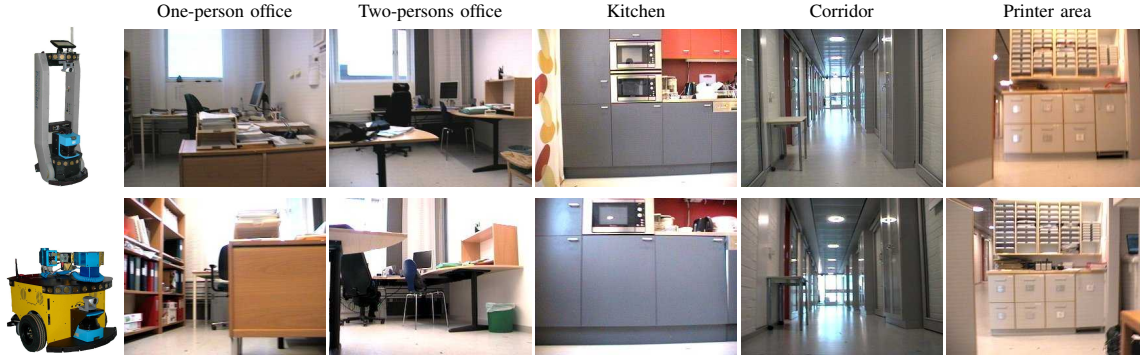 One-person office
Two-persons office
Kitchen
Corridor
Printer area